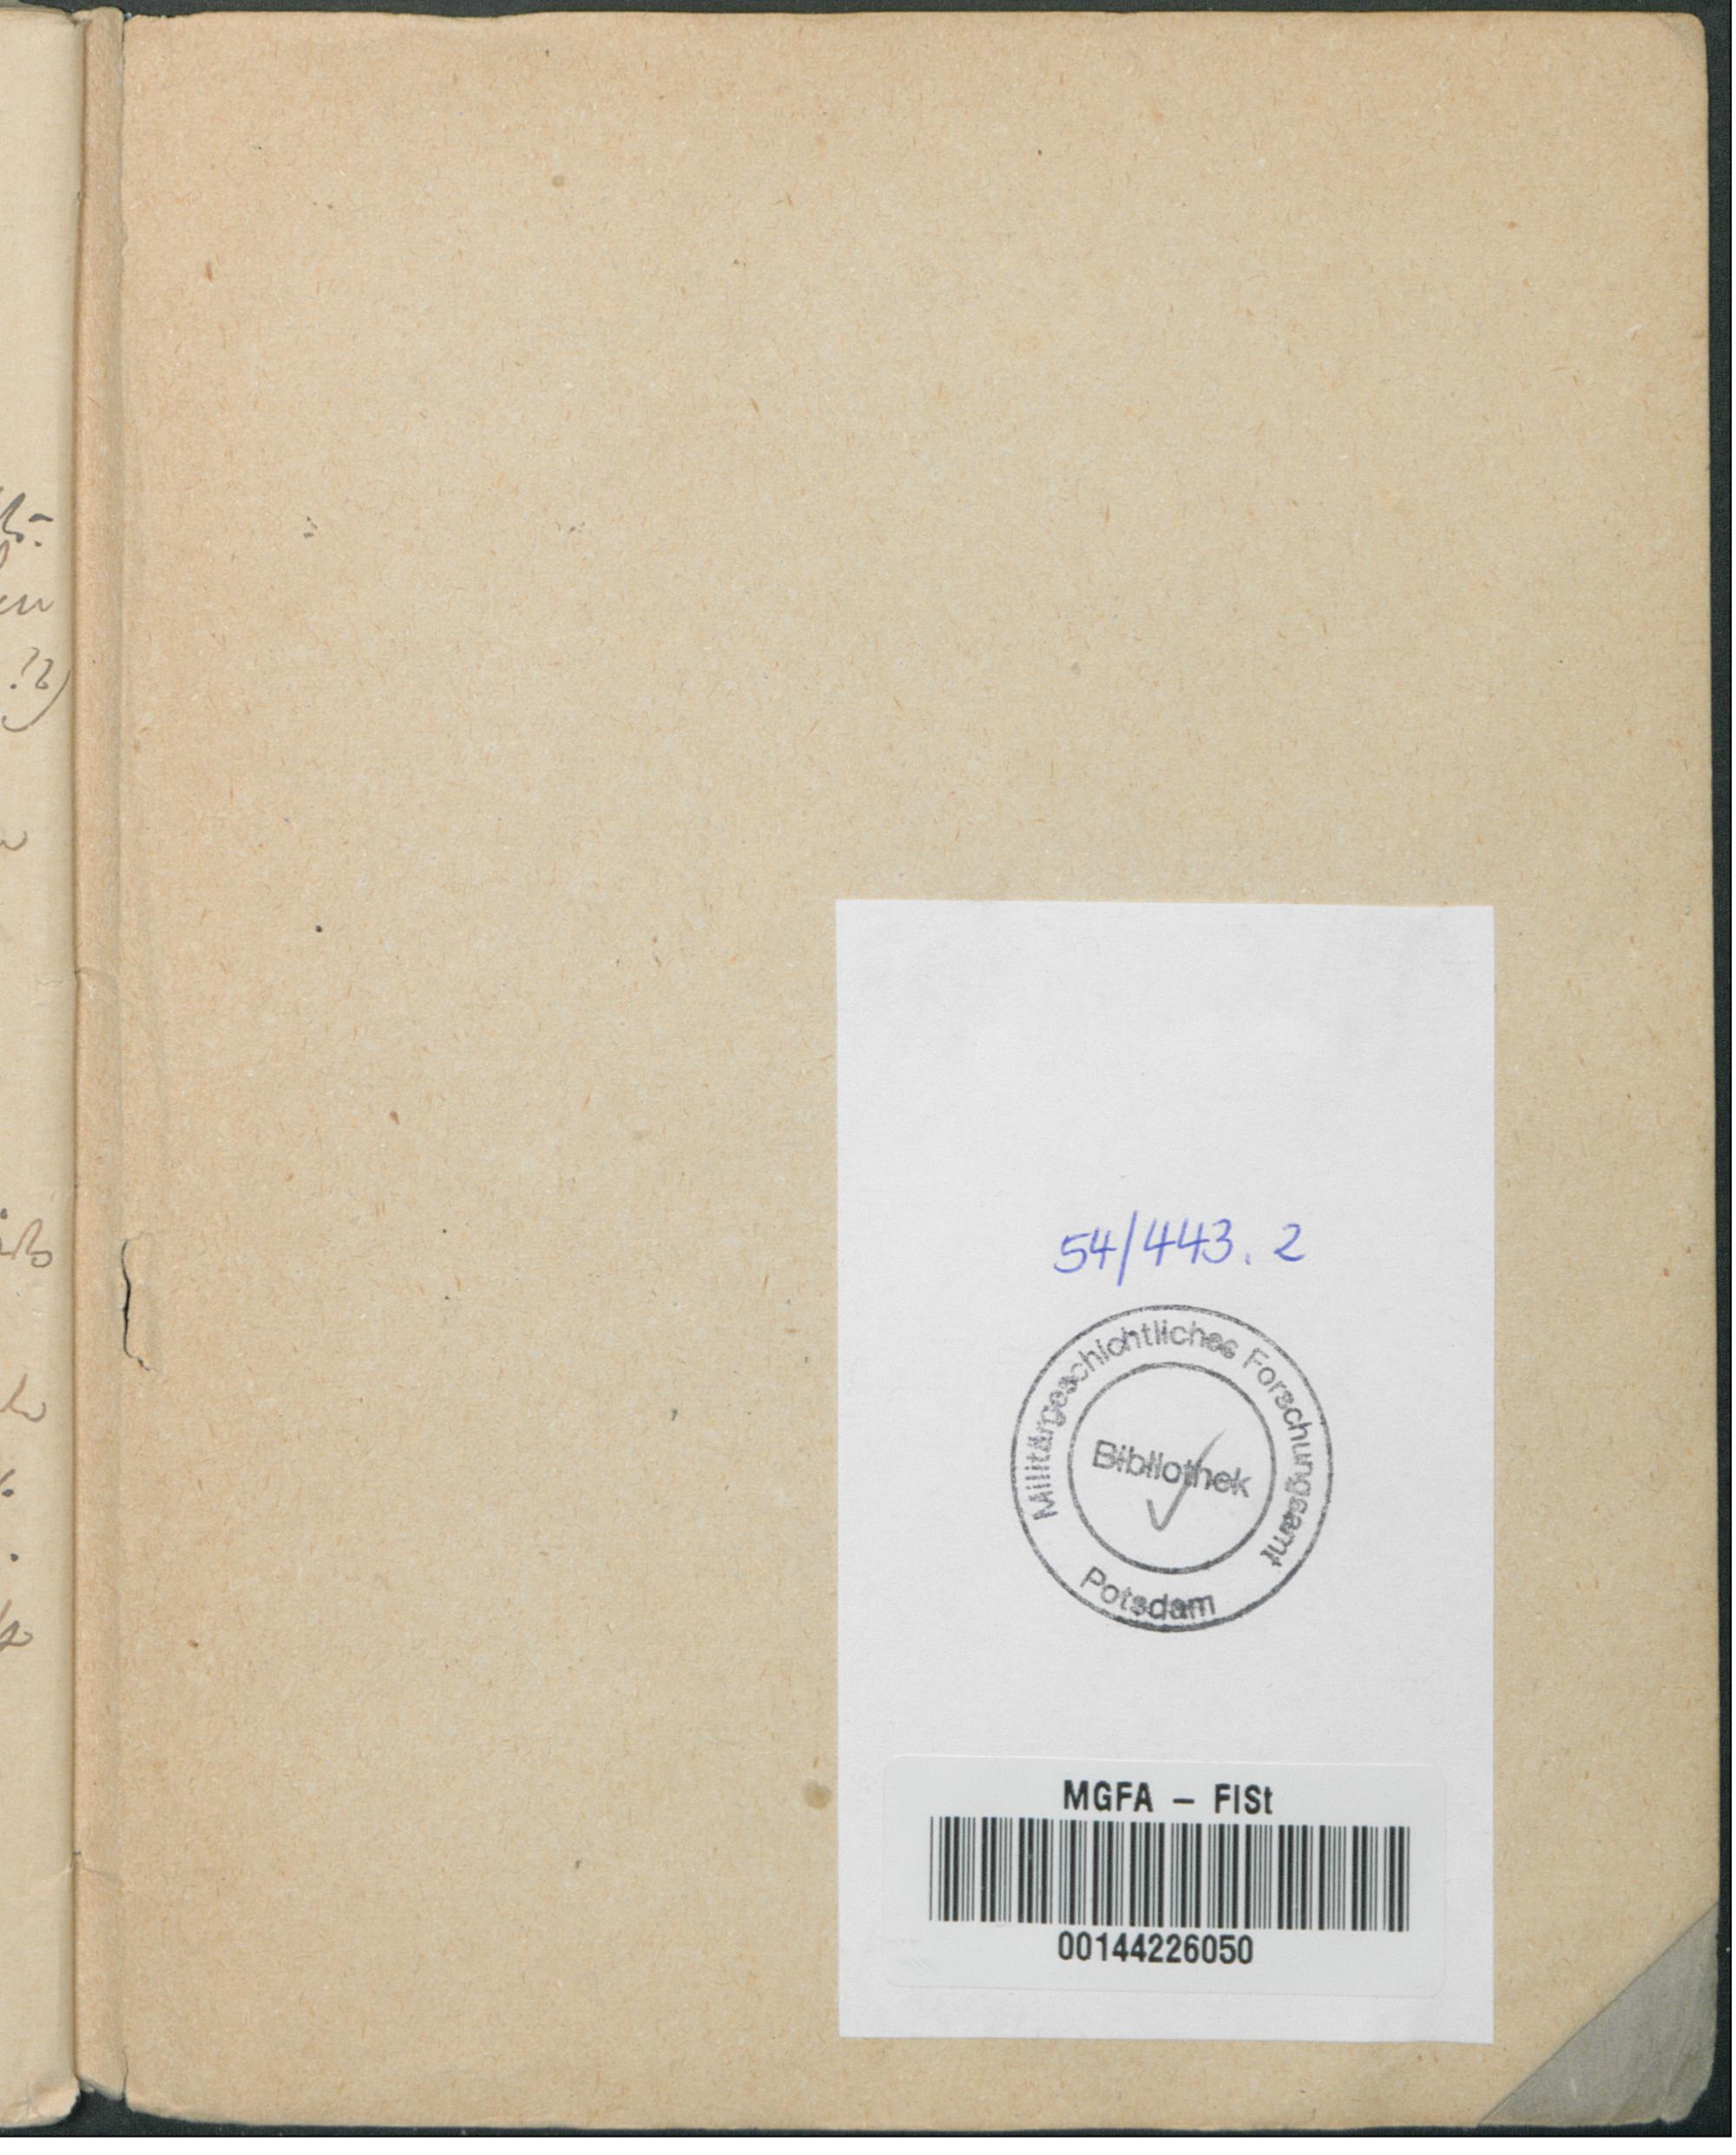 54/443.2
Militärgeschichtliches Forschungsamt
Bibliothek
Potsdam
MGFA – FISt
00144226050